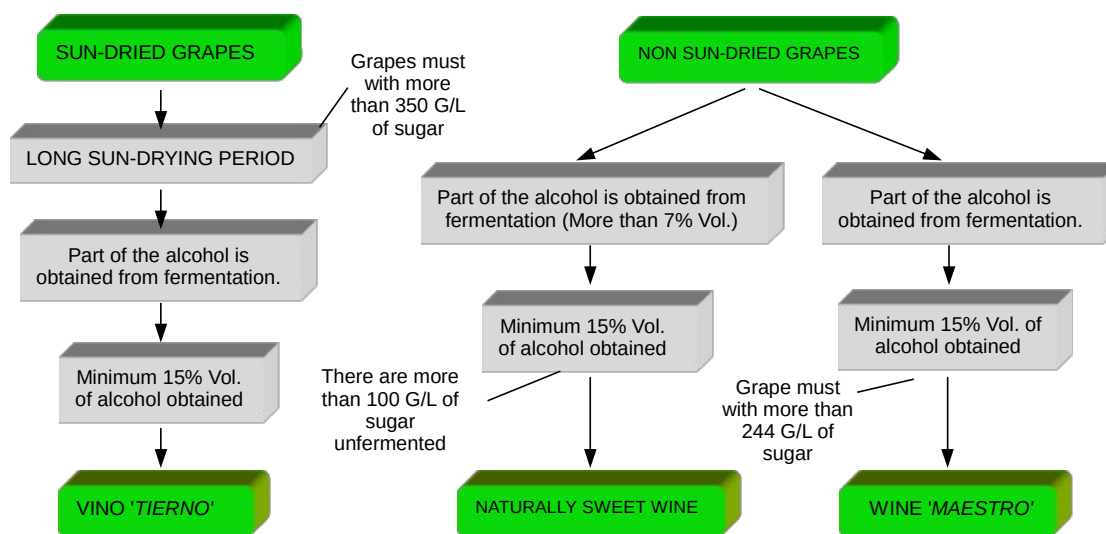 SUN-DRIED GRAPES
Grapes must
with more
than 350 G/L
of sugar
LONG SUN-DRYING PERIOD
Part of the alcohol is
obtained from fermentation.
Minimum 15% Vol.
of alcohol obtained
VINO 'TIERNO'
NON SUN-DRIED GRAPES
Part of the alcohol is obtained from
fermentation (More than 7% Vol.)
Minimum 15% Vol.
of alcohol obtained
There are more
than 100 G/L of
sugar
unfermented
NATURALLY SWEET WINE
Part of the alcohol is
obtained from fermentation.
Minimum 15% Vol. of
alcohol obtained
Grape must
with more than
244 G/L of
sugar
WINE 'MAESTRO'